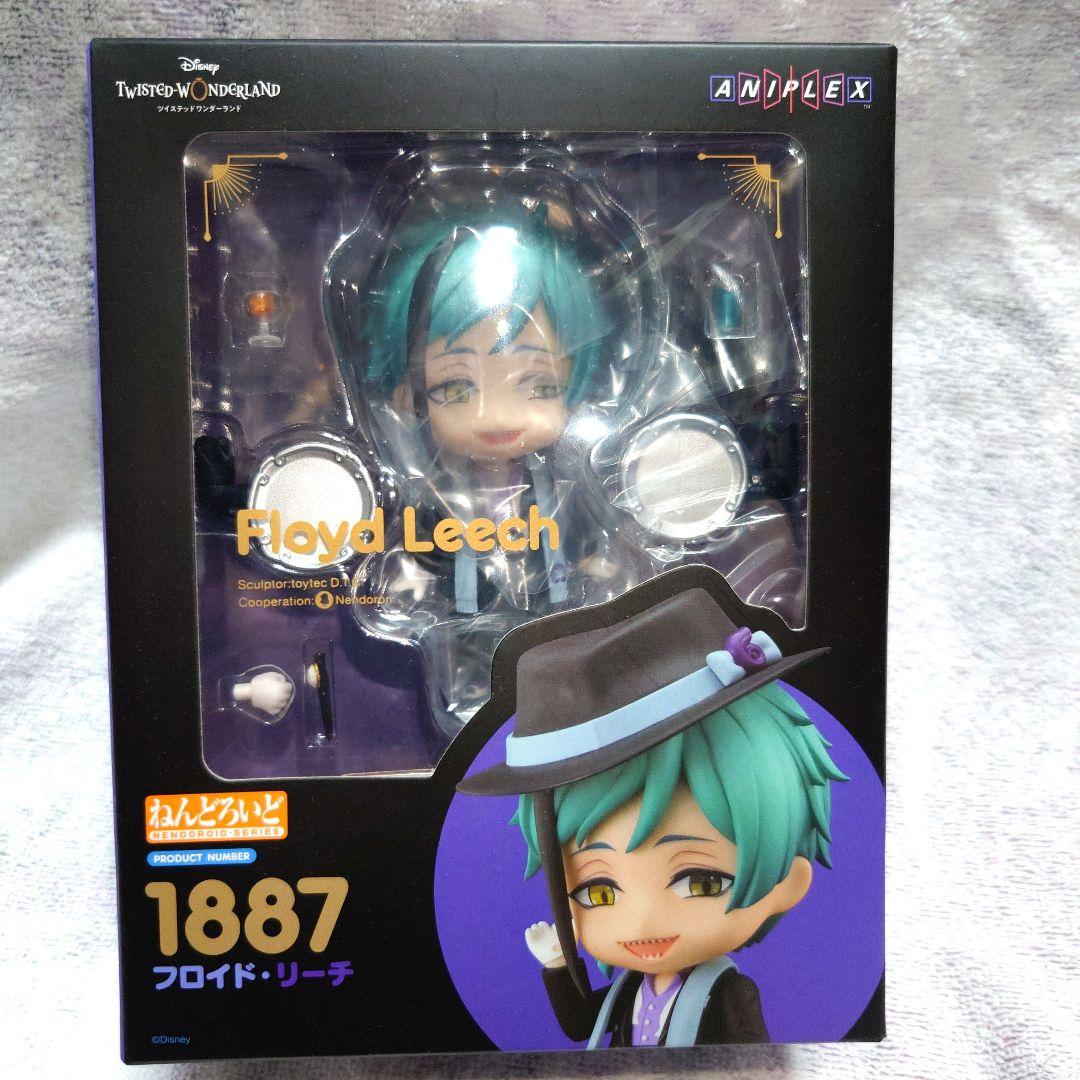 Disney
TWISTED-WONDERLAND
ツイステッドワンダーランド
ANIPLEX
TM
Floyd Leech
Sculptor:toytec D.T.C
Cooperation: Nendoron
ねんどろいど
NENDOROID-SERIES
PRODUCT NUMBER
1887
フロイド・リーチ
©Disney